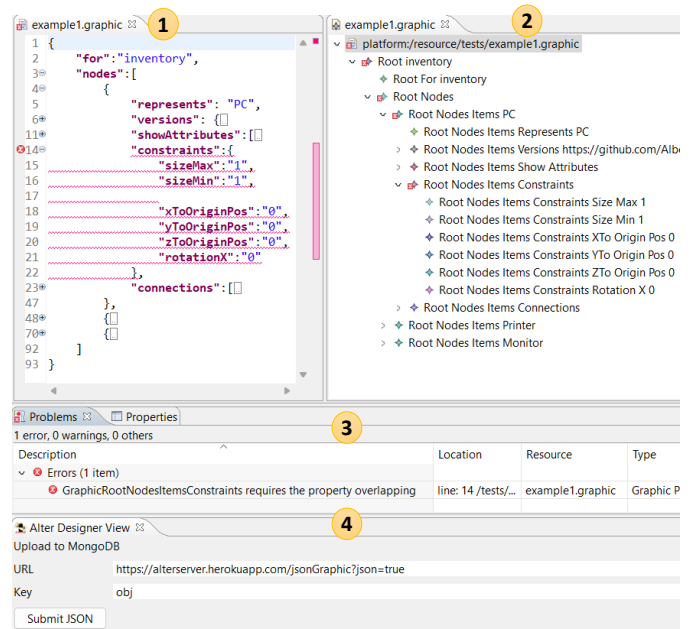 example1.graphic
1
1 {
2 "for":"inventory",
3 "nodes":[
4 {
5 "represents": "PC",
6 "versions": {
11 "showAttributes":[
14 "constraints":{
15 "sizeMax":"1",
16 "sizeMin":"1",
17
18 "xToOriginPos":"0",
19 "yToOriginPos":"0",
20 "zToOriginPos":"0",
21 "rotationX":"0"
22 },
23 "connections":[
47 },
48 {
70 {
92 ]
93 }
example1.graphic
2
platform:/resource/tests/example1.graphic
Root inventory
Root For inventory
Root Nodes
Root Nodes Items PC
Root Nodes Items Represents PC
Root Nodes Items Versions https://github.com/Albe
Root Nodes Items Show Attributes
Root Nodes Items Constraints
Root Nodes Items Constraints Size Max 1
Root Nodes Items Constraints Size Min 1
Root Nodes Items Constraints XTo Origin Pos 0
Root Nodes Items Constraints YTo Origin Pos 0
Root Nodes Items Constraints ZTo Origin Pos 0
Root Nodes Items Constraints Rotation X 0
Root Nodes Items Connections
Root Nodes Items Printer
Root Nodes Items Monitor
Problems Properties
3
1 error, 0 warnings, 0 others
Description Location Resource Type
Errors (1 item)
GraphicRootNodesItemsConstraints requires the property overlapping line: 14 /tests/... example1.graphic Graphic P
Alter Designer View
4
Upload to MongoDB
URL https://alterserver.herokuapp.com/jsonGraphic?json=true
Key obj
Submit JSON